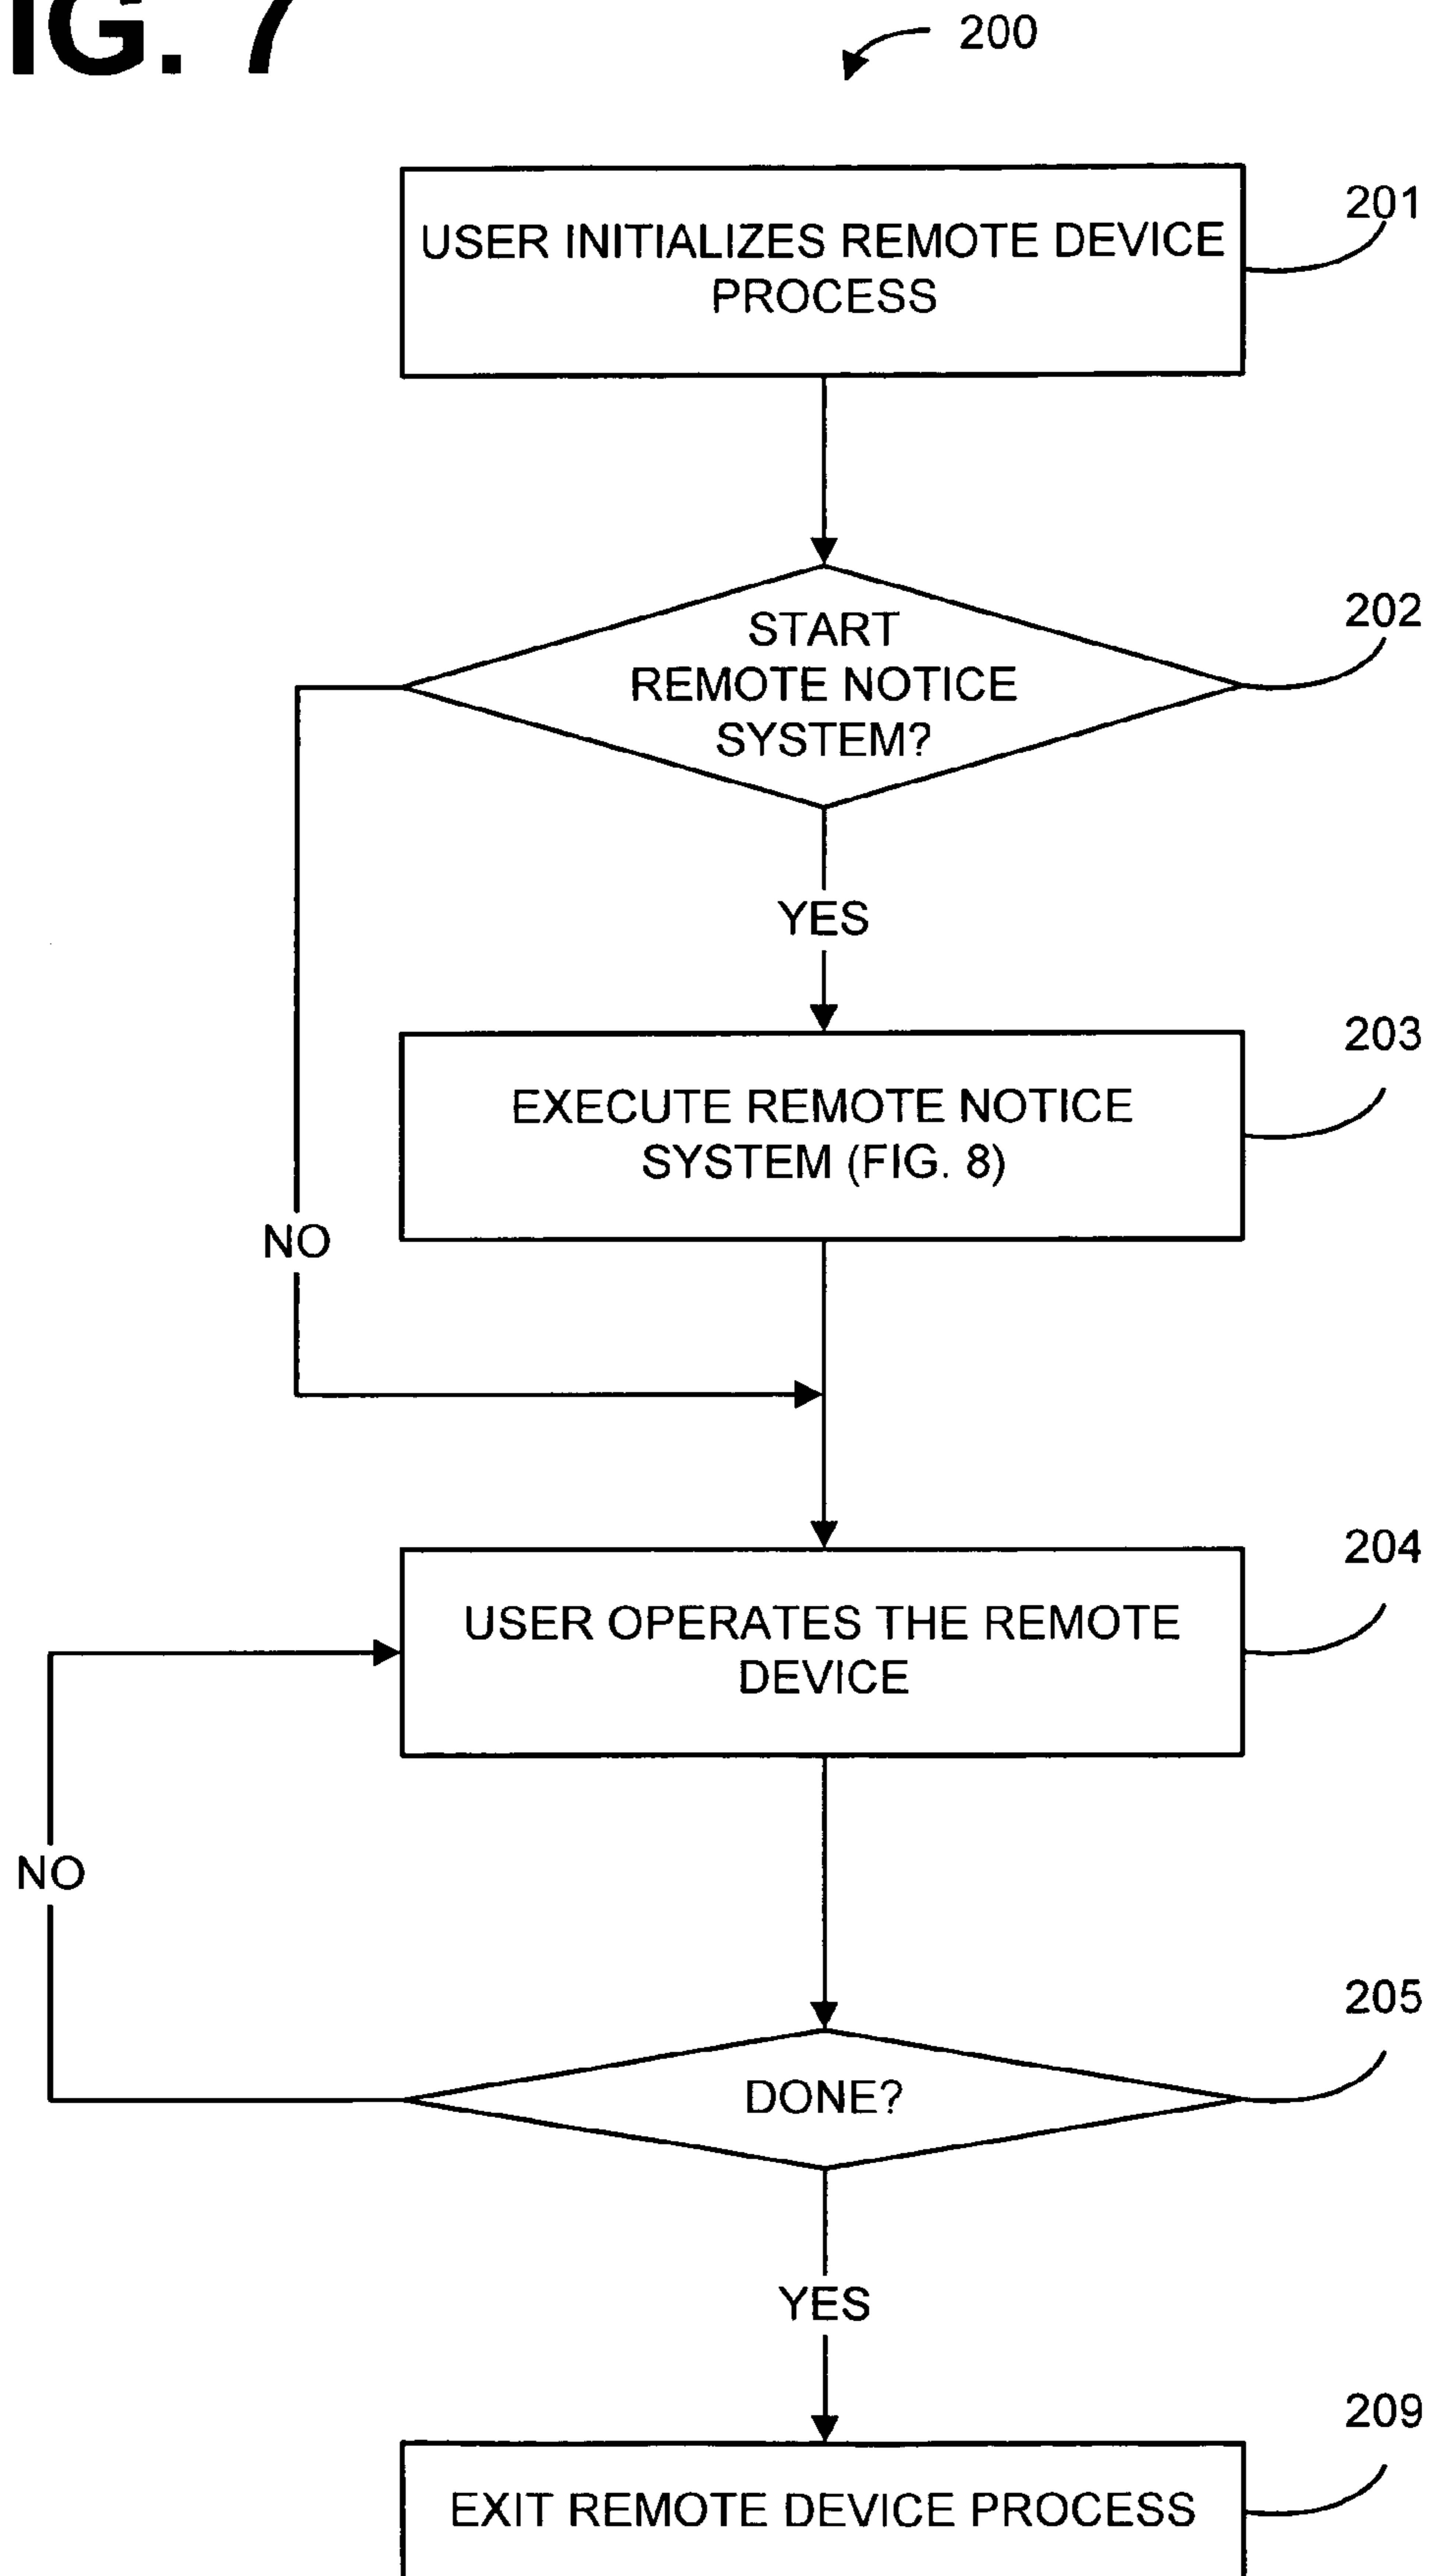 IG. 7
200
USER INITIALIZES REMOTE DEVICE
PROCESS
201
START
REMOTE NOTICE
SYSTEM?
202
YES
EXECUTE REMOTE NOTICE
SYSTEM (FIG. 8)
203
NO
USER OPERATES THE REMOTE
DEVICE
204
NO
DONE?
205
YES
EXIT REMOTE DEVICE PROCESS
209